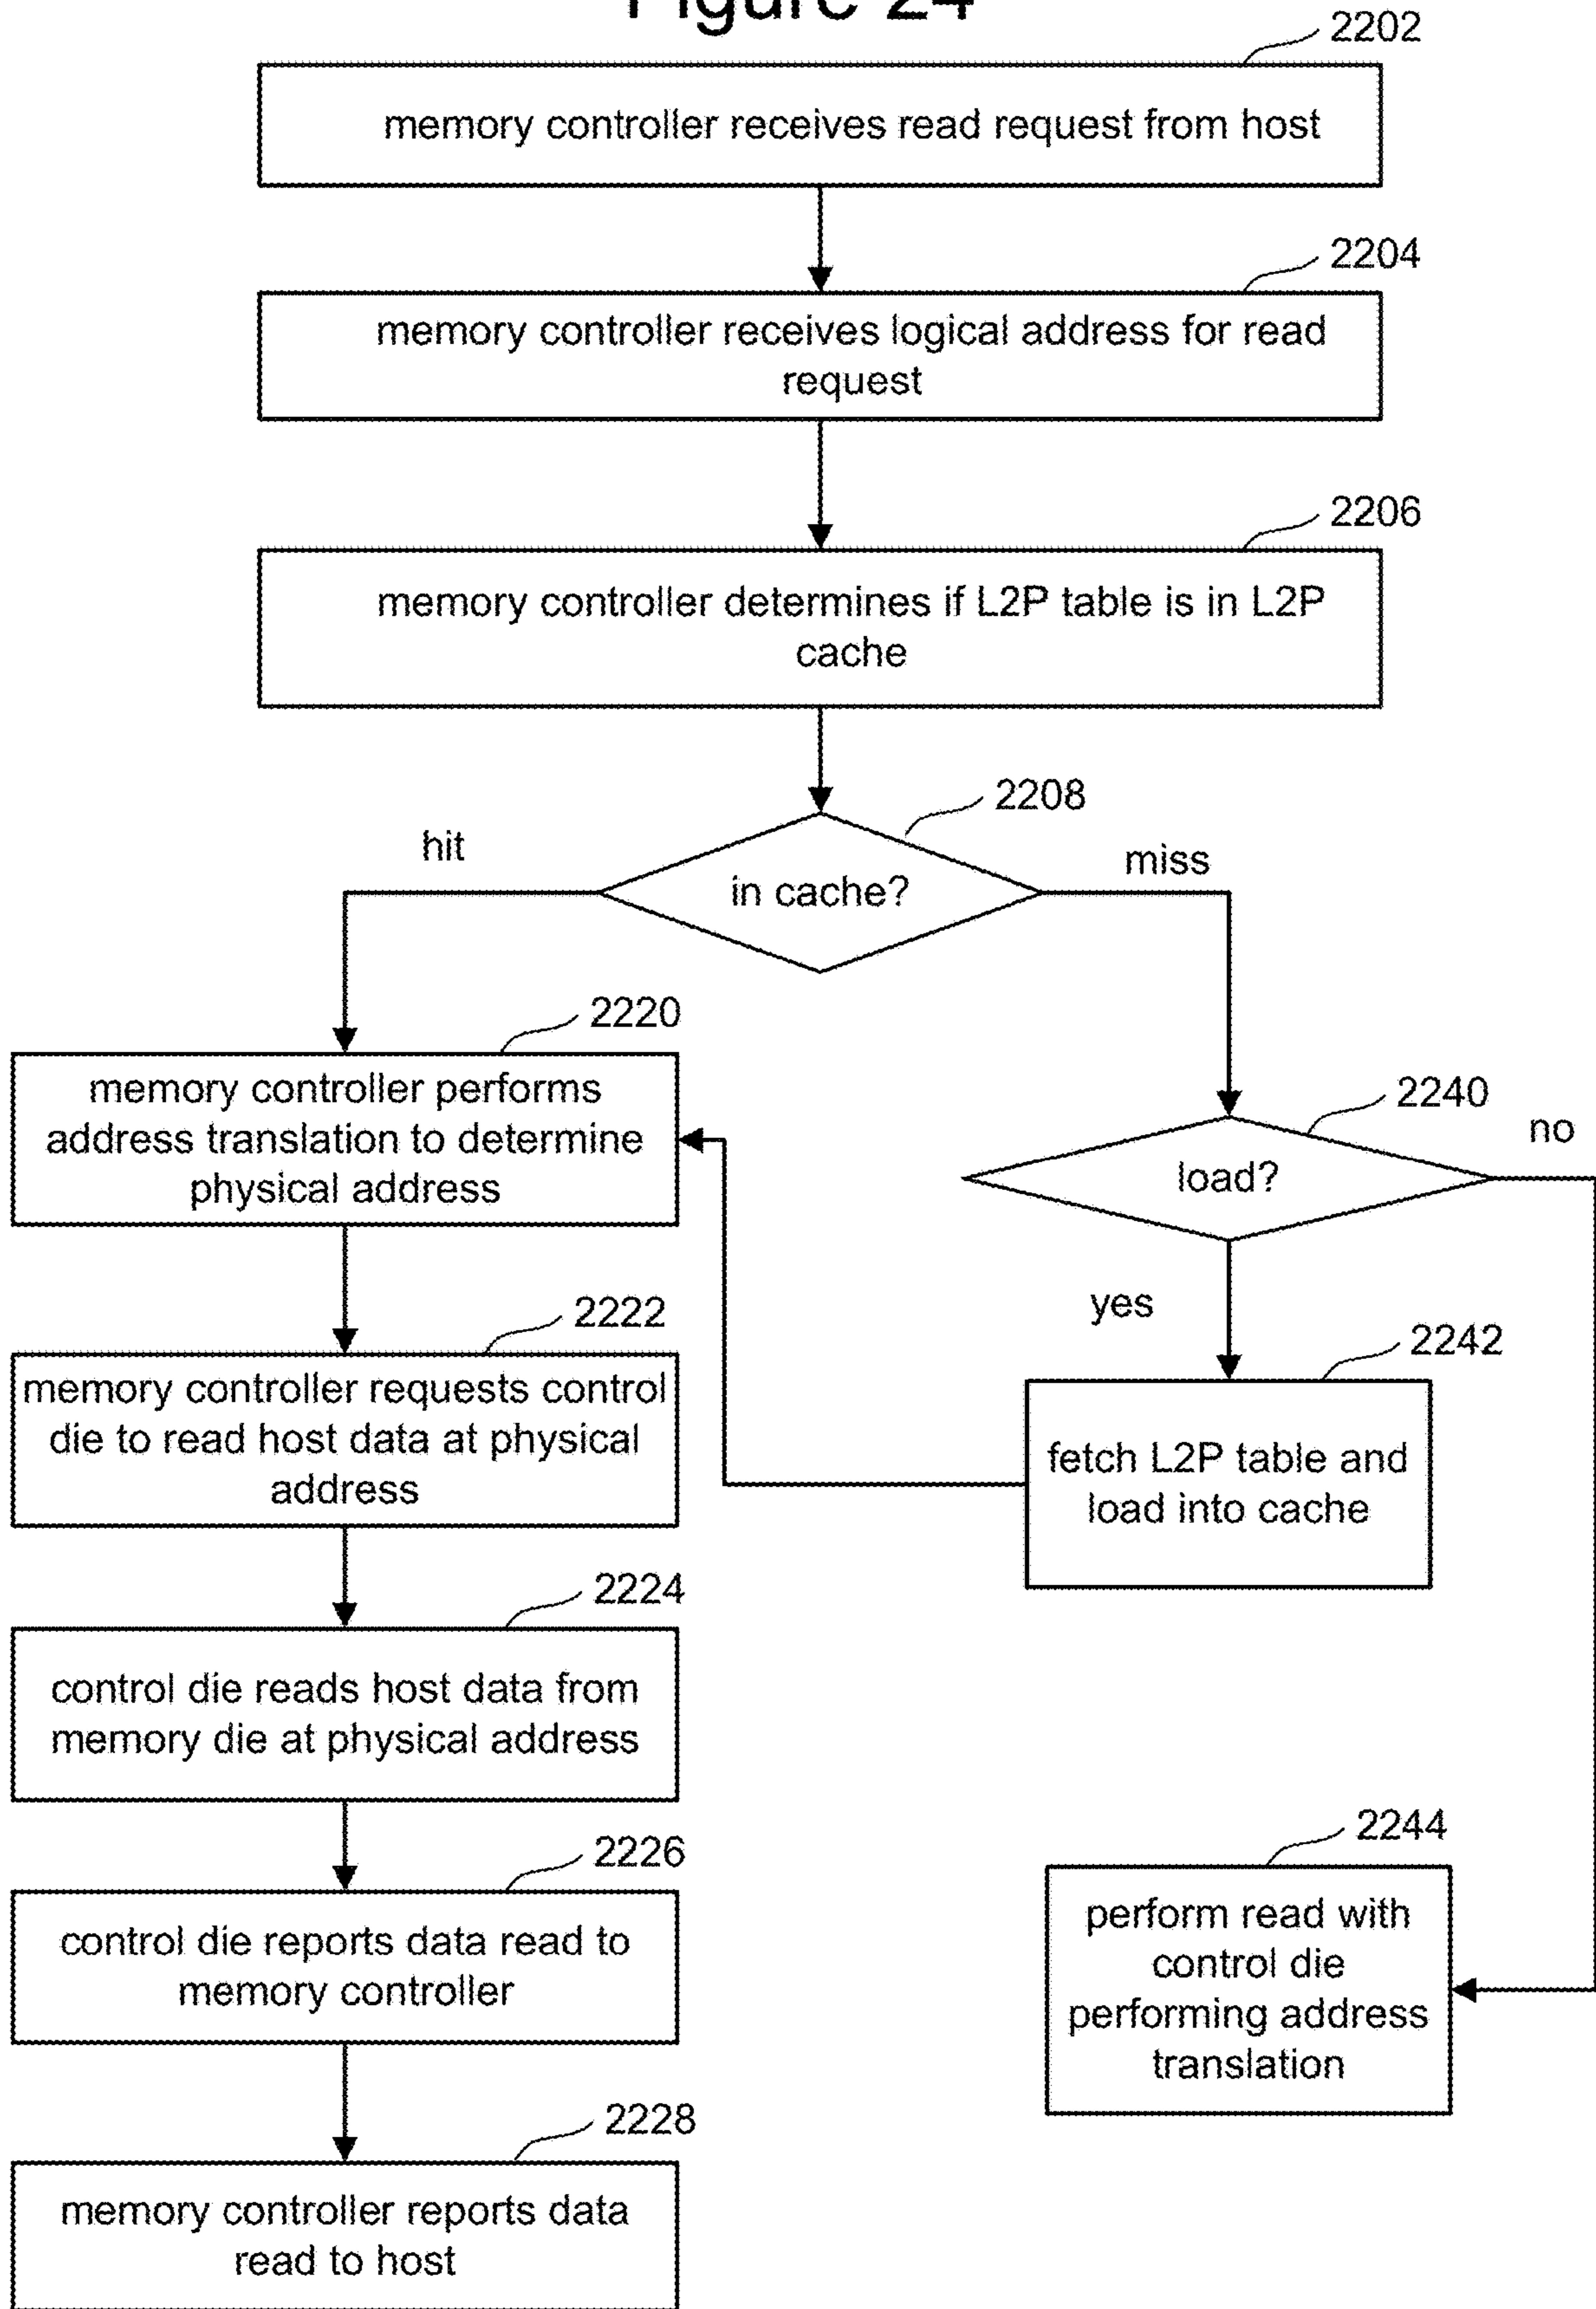 Figure 24
2202
memory controller receives read request from host
2204
memory controller receives logical address for read
request
2206
memory controller determines if L2P table is in L2P
cache
2208
hit
miss
in cache?
2220
memory controller performs
address translation to determine
physical address
2240
no
load?
yes
2222
memory controller requests control
die to read host data at physical
address
2242
fetch L2P table and
load into cache
2224
control die reads host data from
memory die at physical address
2226
control die reports data read to
memory controller
2244
perform read with
control die
performing address
translation
2228
memory controller reports data
read to host